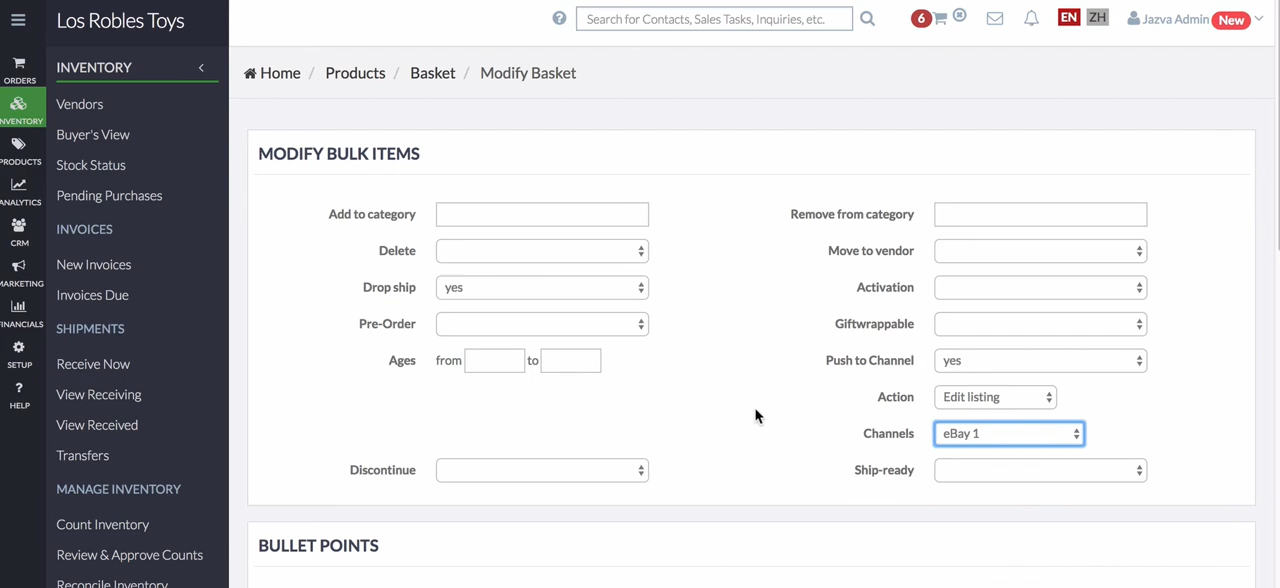 Los Robles Toys
Search for Contacts, Sales Tasks, Inquiries, etc.
6
EN ZH
Jazva Admin New
ORDERS
INVENTORY
PRODUCTS
ANALYTICS
CRM
MARKETING
FINANCIALS
SETUP
HELP
INVENTORY
Vendors
Buyer's View
Stock Status
Pending Purchases
INVOICES
New Invoices
Invoices Due
SHIPMENTS
Receive Now
View Receiving
View Received
Transfers
MANAGE INVENTORY
Count Inventory
Review & Approve Counts
Reconcile Inventory
Home / Products / Basket / Modify Basket
MODIFY BULK ITEMS
Add to category
Remove from category
Delete
Move to vendor
Drop ship yes
Activation
Pre-Order
Giftwrappable
Ages from to
Push to Channel yes
Action Edit listing
Channels eBay 1
Discontinue
Ship-ready
BULLET POINTS